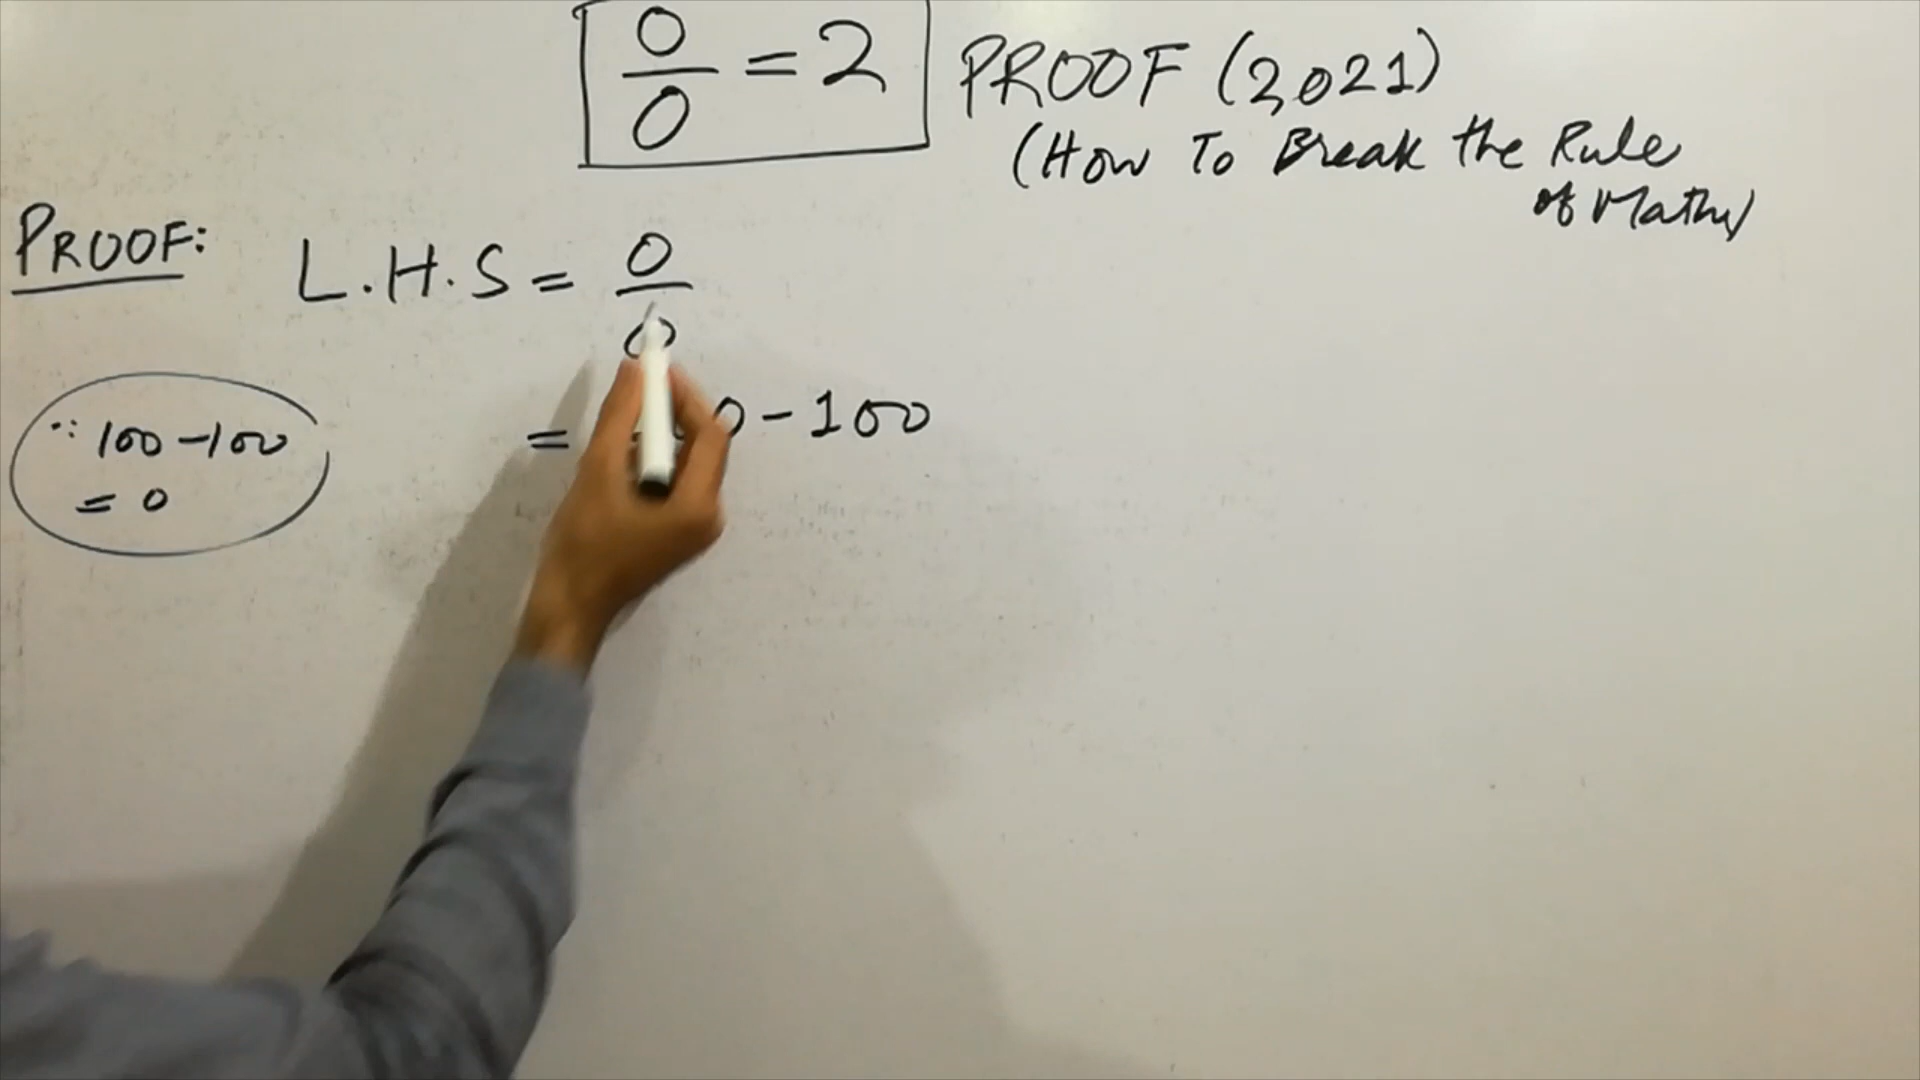 0/0 = 2 PROOF (2021)
(How To Break the Rule
of Maths)
PROOF: L.H.S = 0/0
∵ 100-100
= 0
= 100-100